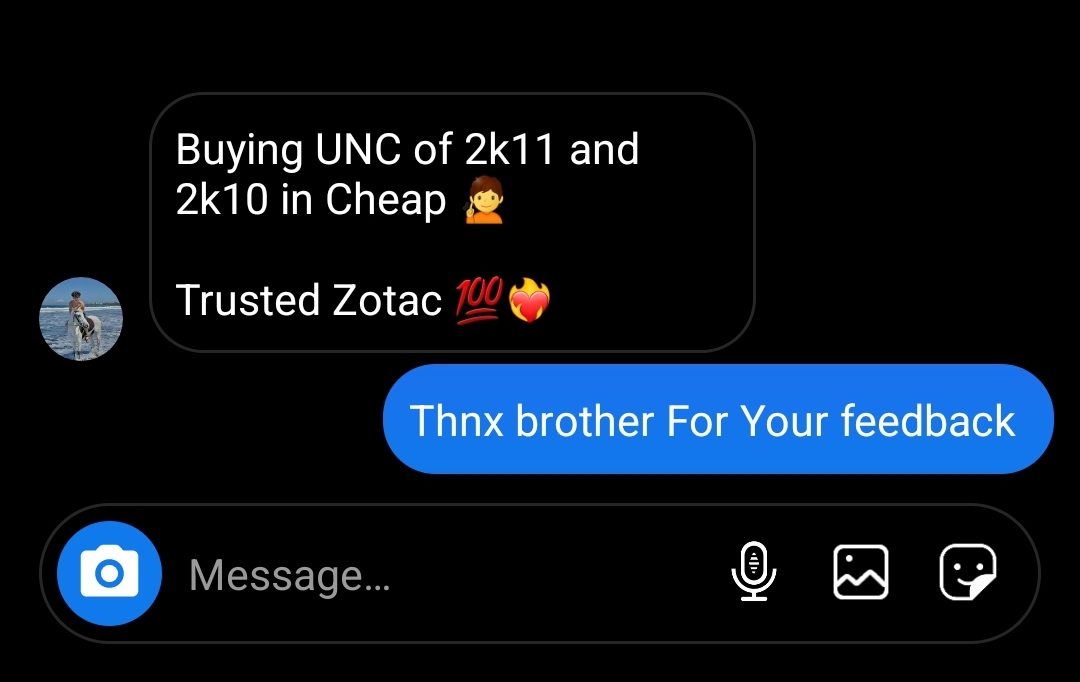 Buying UNC of 2k11 and
2k10 in Cheap 🧏
Trusted Zotac 💯❤️‍🔥
Thnx brother For Your feedback
Message...